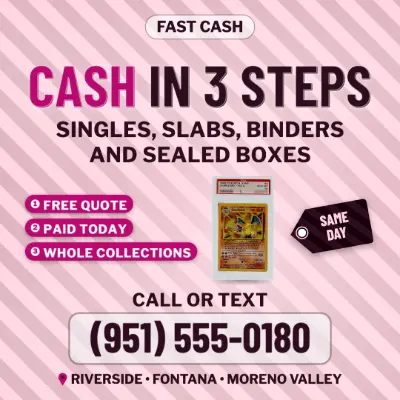 FAST CASH
CASH IN 3 STEPS
SINGLES, SLABS, BINDERS
AND SEALED BOXES
1 FREE QUOTE
2 PAID TODAY
3 WHOLE COLLECTIONS
SAME
DAY
CALL OR TEXT
(951) 555-0180
RIVERSIDE • FONTANA • MORENO VALLEY